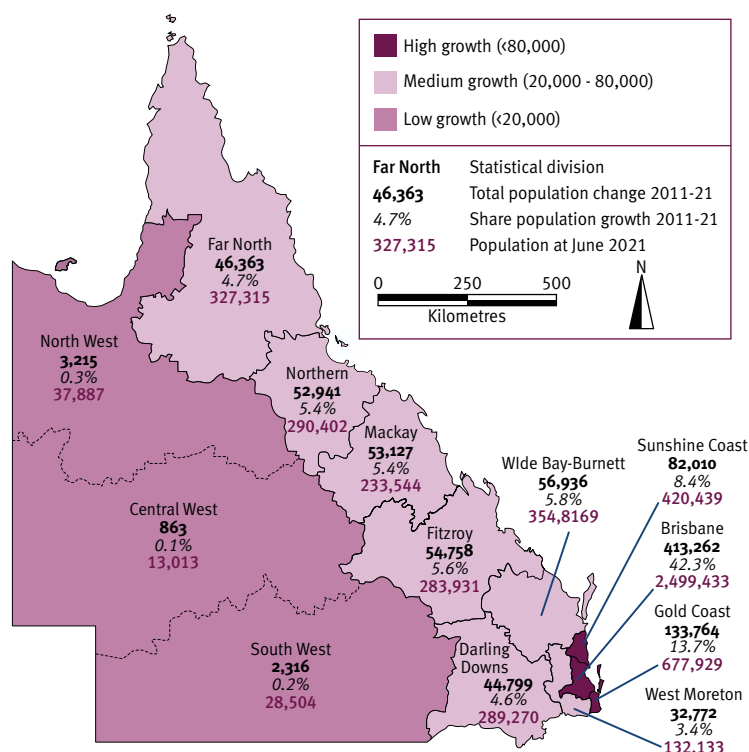 High growth (<80,000)
Medium growth (20,000 - 80,000)
Low growth (<20,000)
Far North Statistical division
46,363 Total population change 2011-21
4.7% Share population growth 2011-21
327,315 Population at June 2021
0 250 500
Kilometres
N
Far North
46,363
4.7%
327,315
North West
3,215
0.3%
37,887
Northern
52,941
5.4%
290,402
Mackay
53,127
5.4%
233,544
WIde Bay-Burnett
56,936
5.8%
354,8169
Sunshine Coast
82,010
8.4%
420,439
Central West
863
0.1%
13,013
Fitzroy
54,758
5.6%
283,931
Brisbane
413,262
42.3%
2,499,433
Gold Coast
133,764
13.7%
677,929
South West
2,316
0.2%
28,504
Darling
Downs
44,799
4.6%
289,270
West Moreton
32,772
3.4%
132,133